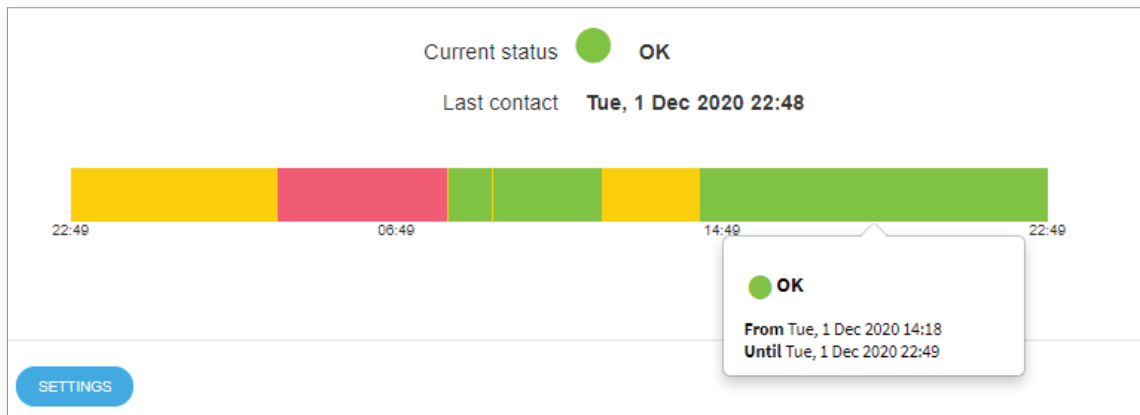 Current status OK
Last contact Tue, 1 Dec 2020 22:48
22:49 06:49 14:49 22:49
OK
From Tue, 1 Dec 2020 14:18
Until Tue, 1 Dec 2020 22:49
SETTINGS